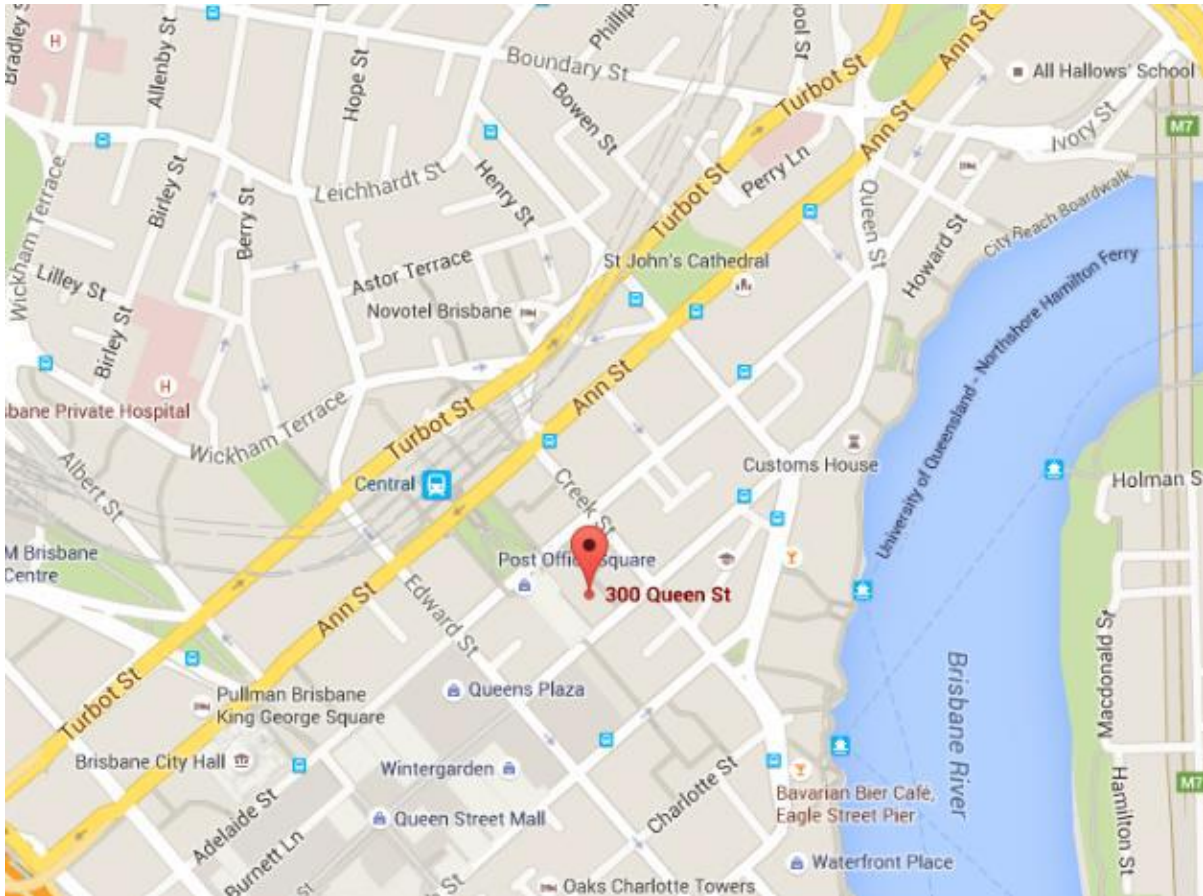 Bradley St
H
Allenby St
Hope St
Boundary St
Bowen St
Turbot St
Ann St
All Hallows' School
M7
Ivory St
Perry Ln
Ann St
Leichhardt St
Henry St
Turbot St
Queen St
Howard St
City Reach Boardwalk
Wickham Terrace
Birley St
Berry St
Lilley St
Astor Terrace
St John's Cathedral
Novotel Brisbane
Birley St
H
Ann St
University of Queensland - Northshore Hamilton Ferry
Wickham Terrace
Turbot St
Customs House
Albert St
Central
Creek St
Holman S
Post Office Square
300 Queen St
Edward St
Ann St
Macdonald St
Brisbane River
Queens Plaza
Pullman Brisbane
King George Square
Turbot St
Brisbane City Hall
Wintergarden
Charlotte St
Bavarian Bier Café,
Eagle Street Pier
Hamilton St
M7
Queen Street Mall
Adelaide St
Burnett Ln
Waterfront Place
Oaks Charlotte Towers
St